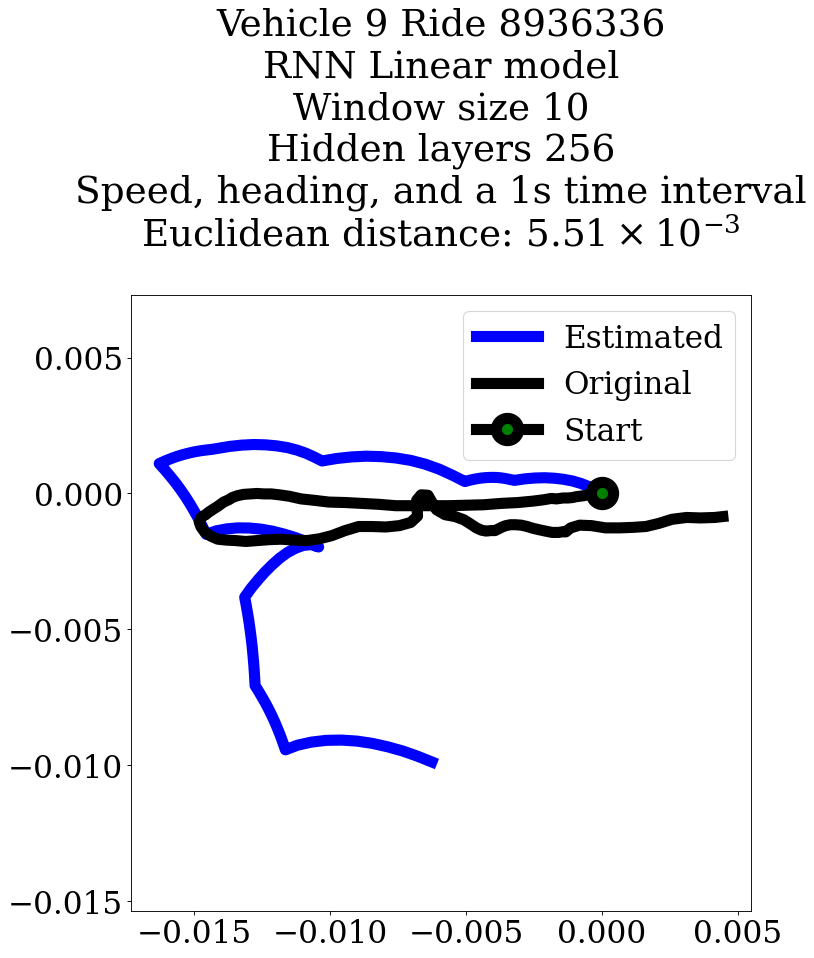 Vehicle 9 Ride 8936336
RNN Linear model
Window size 10
Hidden layers 256
Speed, heading, and a 1s time interval
Euclidean distance: 5.51 × 10⁻³
Estimated
Original
Start
0.005
0.000
−0.005
−0.010
−0.015
−0.015 −0.010 −0.005 0.000 0.005